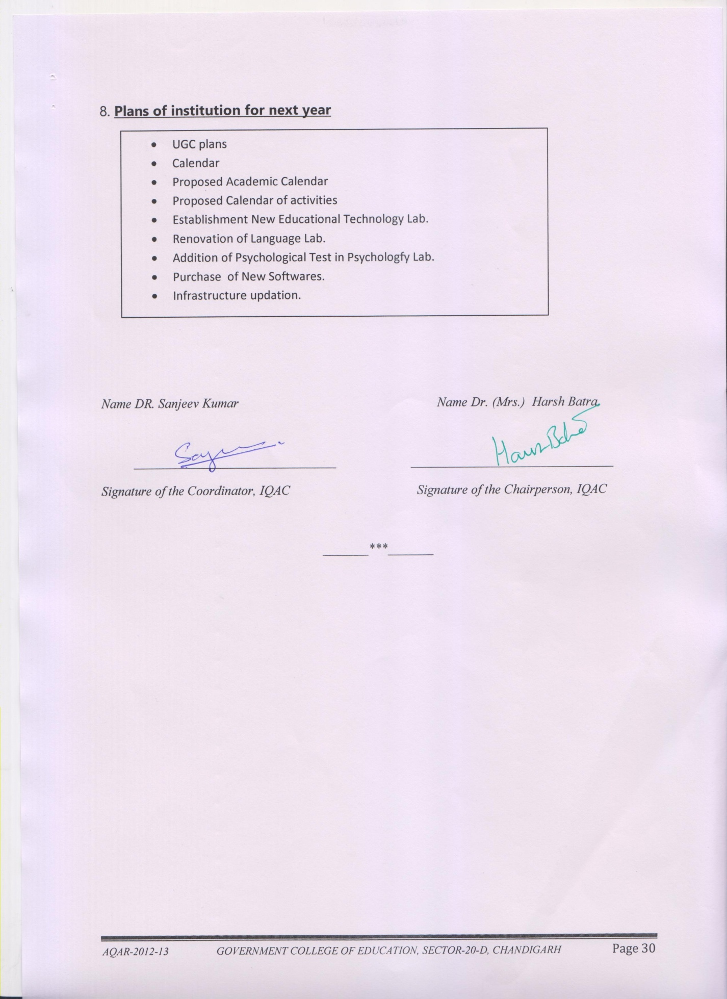 8. Plans of institution for next year
• UGC plans
• Calendar
• Proposed Academic Calendar
• Proposed Calendar of activities
• Establishment New Educational Technology Lab.
• Renovation of Language Lab.
• Addition of Psychological Test in Psychologfy Lab.
• Purchase of New Softwares.
• Infrastructure updation.
Name DR. Sanjeev Kumar
Name Dr. (Mrs.) Harsh Batra
Signature of the Coordinator, IQAC
Signature of the Chairperson, IQAC
_______***_______
AQAR-2012-13 GOVERNMENT COLLEGE OF EDUCATION, SECTOR-20-D, CHANDIGARH Page 30